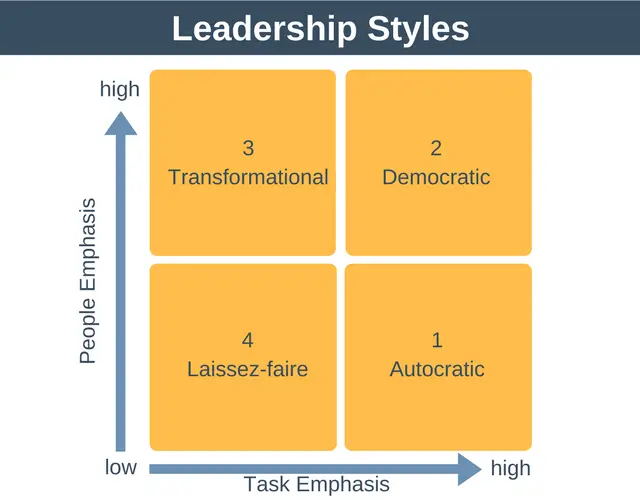 Leadership Styles
high
3
Transformational
2
Democratic
People Emphasis
4
Laissez-faire
1
Autocratic
low
high
Task Emphasis